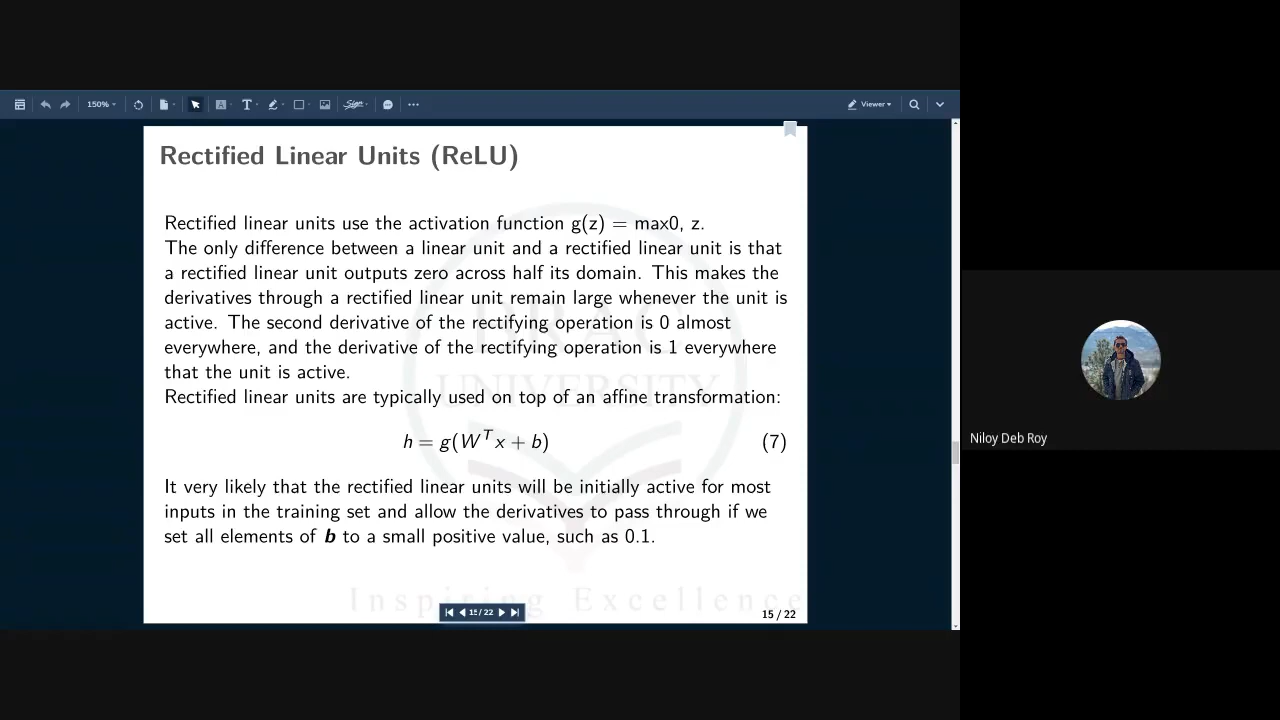 150%
T
Sign
Viewer
Rectified Linear Units (ReLU)
Rectified linear units use the activation function g(z) = max0, z.
The only difference between a linear unit and a rectified linear unit is that
a rectified linear unit outputs zero across half its domain. This makes the
derivatives through a rectified linear unit remain large whenever the unit is
active. The second derivative of the rectifying operation is 0 almost
everywhere, and the derivative of the rectifying operation is 1 everywhere
that the unit is active.
Rectified linear units are typically used on top of an affine transformation:
h = g(Wᵀx + b) (7)
It very likely that the rectified linear units will be initially active for most
inputs in the training set and allow the derivatives to pass through if we
set all elements of b to a small positive value, such as 0.1.
BRAC
UNIVERSITY
Inspiring Excellence
15 / 22
15 / 22
Niloy Deb Roy